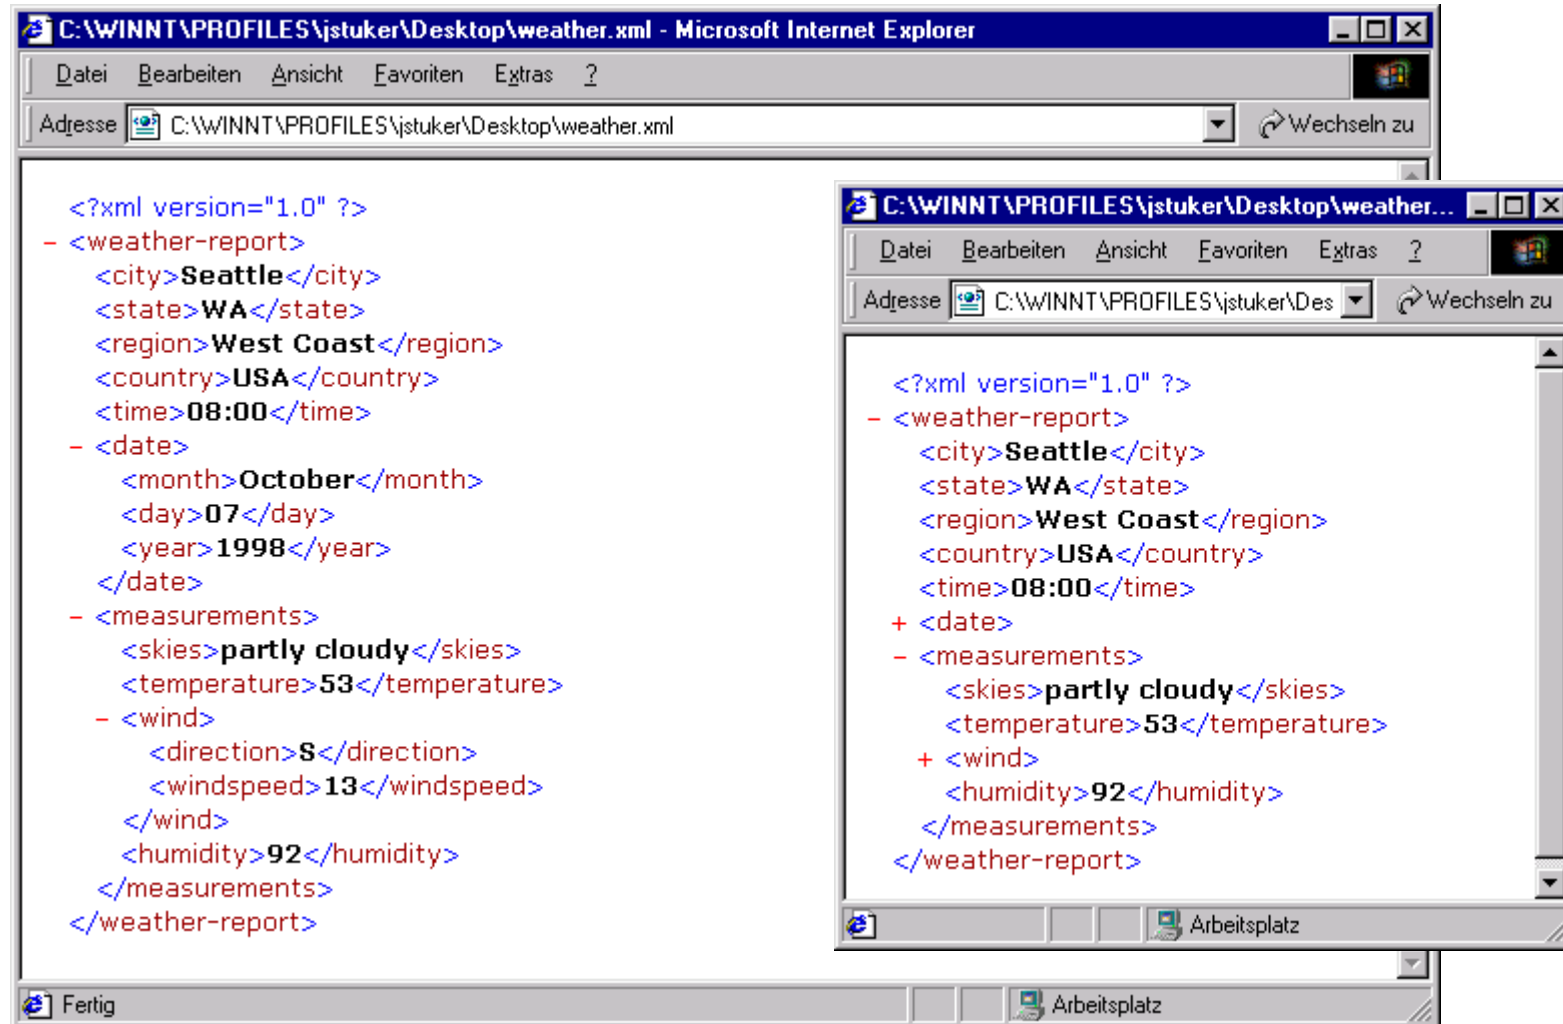 C:\WINNT\PROFILES\jstuker\Desktop\weather.xml - Microsoft Internet Explorer
Datei Bearbeiten Ansicht Favoriten Extras ?
Adresse C:\WINNT\PROFILES\jstuker\Desktop\weather.xml Wechseln zu
<?xml version="1.0" ?>
- <weather-report>
<city>Seattle</city>
<state>WA</state>
<region>West Coast</region>
<country>USA</country>
<time>08:00</time>
- <date>
<month>October</month>
<day>07</day>
<year>1998</year>
</date>
- <measurements>
<skies>partly cloudy</skies>
<temperature>53</temperature>
- <wind>
<direction>S</direction>
<windspeed>13</windspeed>
</wind>
<humidity>92</humidity>
</measurements>
</weather-report>
Fertig Arbeitsplatz
C:\WINNT\PROFILES\jstuker\Desktop\weather...
Datei Bearbeiten Ansicht Favoriten Extras ?
Adresse C:\WINNT\PROFILES\jstuker\Des Wechseln zu
<?xml version="1.0" ?>
- <weather-report>
<city>Seattle</city>
<state>WA</state>
<region>West Coast</region>
<country>USA</country>
<time>08:00</time>
+ <date>
- <measurements>
<skies>partly cloudy</skies>
<temperature>53</temperature>
+ <wind>
<humidity>92</humidity>
</measurements>
</weather-report>
Arbeitsplatz